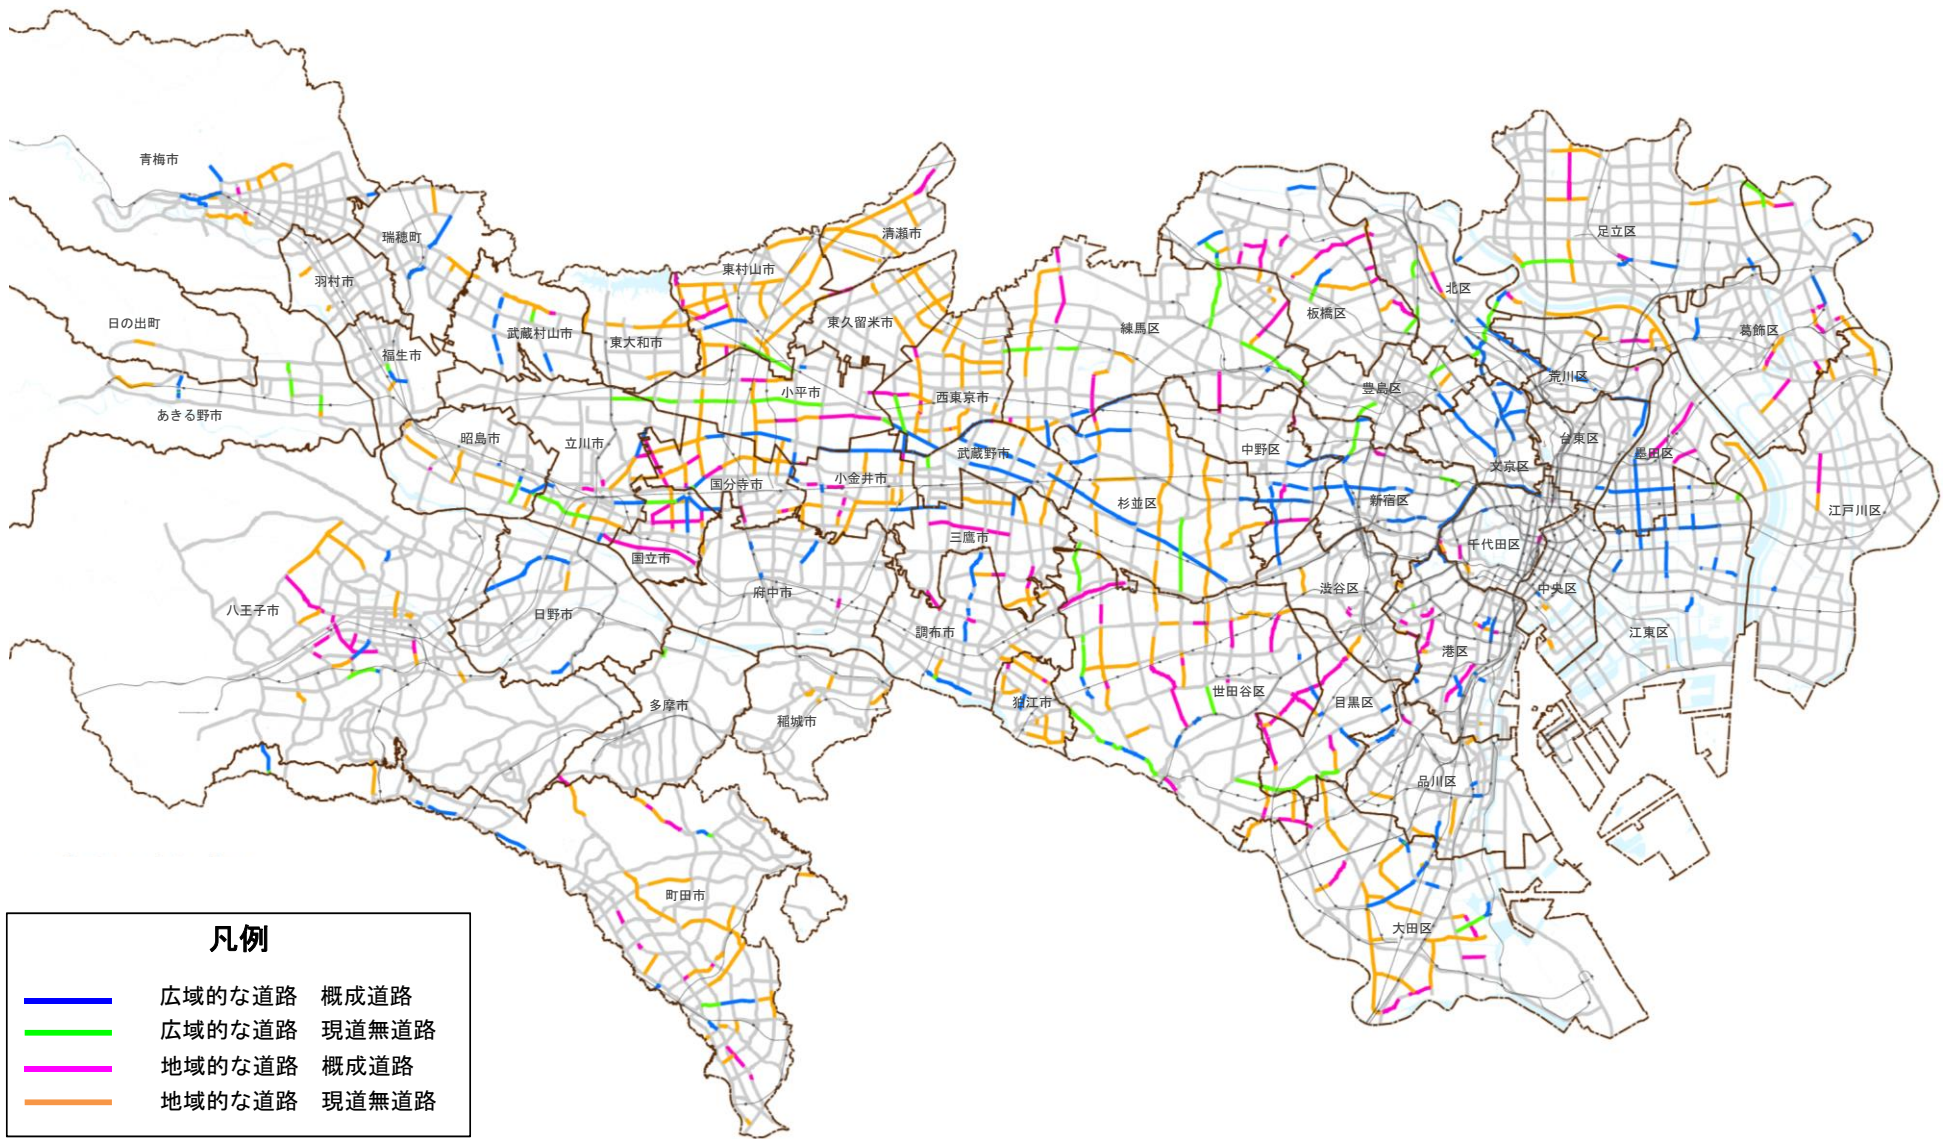 青梅市
瑞穂町
羽村市
日の出町
福生市
あきる野市
武蔵村山市
東大和市
東村山市
清瀬市
東久留米市
小平市
西東京市
昭島市
立川市
国分寺市
小金井市
武蔵野市
三鷹市
国立市
府中市
調布市
狛江市
八王子市
日野市
多摩市
稲城市
町田市
練馬区
板橋区
北区
足立区
葛飾区
荒川区
豊島区
中野区
杉並区
新宿区
文京区
台東区
墨田区
江戸川区
千代田区
中央区
渋谷区
港区
江東区
世田谷区
目黒区
品川区
大田区
凡例
広域的な道路 概成道路
広域的な道路 現道無道路
地域的な道路 概成道路
地域的な道路 現道無道路